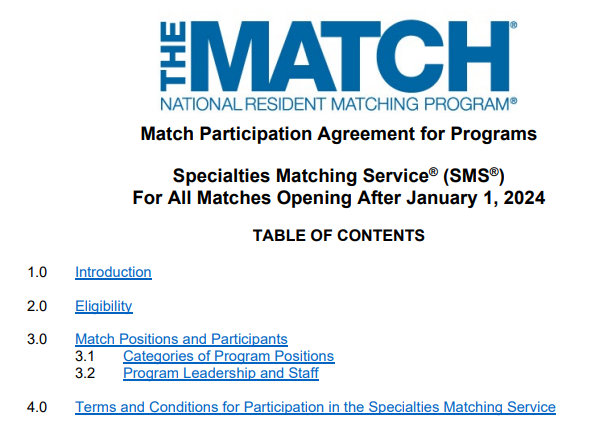 THE MATCH®
NATIONAL RESIDENT MATCHING PROGRAM®
Match Participation Agreement for Programs
Specialties Matching Service® (SMS®)
For All Matches Opening After January 1, 2024
TABLE OF CONTENTS
1.0 Introduction
2.0 Eligibility
3.0 Match Positions and Participants
3.1 Categories of Program Positions
3.2 Program Leadership and Staff
4.0 Terms and Conditions for Participation in the Specialties Matching Service